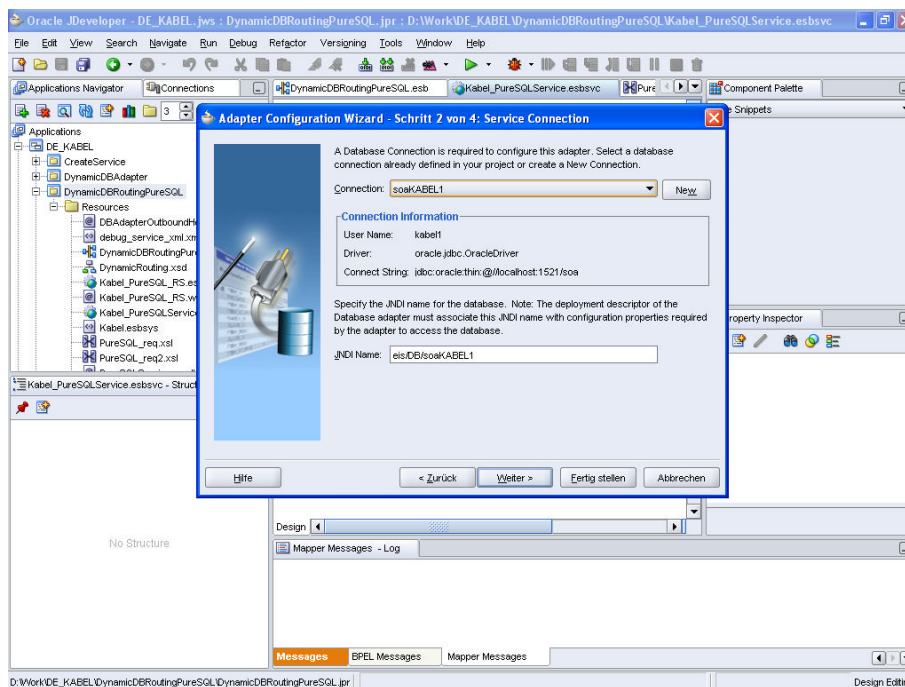 Oracle JDeveloper - DE_KABEL.jws : DynamicDBRoutingPureSQL.jpr : D:\Work\DE_KABEL\DynamicDBRoutingPureSQL\Kabel_PureSQLService.esbsvc
File Edit View Search Navigate Run Debug Refactor Versioning Tools Window Help
Applications Navigator Connections DynamicDBRoutingPureSQL.esb Kabel_PureSQLService.esbsvc Pure Component Palette
3
Snippets
Applications
DE_KABEL
CreateService
DynamicDBAdapter
DynamicDBRoutingPureSQL
Resources
DBAdapterOutboundH
debug_service_xml.xm
DynamicDBRoutingPur
DynamicRouting.xsd
Kabel_PureSQL_RS.es
Kabel_PureSQL_RS.w
Kabel_PureSQLService
Kabel.esbsys
PureSQL_req.xsl
PureSQL_req2.xsl
Adapter Configuration Wizard - Schritt 2 von 4: Service Connection
A Database Connection is required to configure this adapter. Select a database
connection already defined in your project or create a New Connection.
Connection: soaKABEL1 New
Connection Information
User Name: kabel1
Driver: oracle.jdbc.OracleDriver
Connect String: jdbc:oracle:thin:@//localhost:1521/soa
Specify the JNDI name for the database. Note: The deployment descriptor of the
Database adapter must associate this JNDI name with configuration properties required
by the adapter to access the database.
JNDI Name: eis/DB/soaKABEL1
Hilfe < Zurück Weiter > Fertig stellen Abbrechen
roperty Inspector
Kabel_PureSQLService.esbsvc - Struct
No Structure
Design
Mapper Messages - Log
Messages BPEL Messages Mapper Messages
D:\Work\DE_KABEL\DynamicDBRoutingPureSQL\DynamicDBRoutingPureSQL.jpr Design Editi